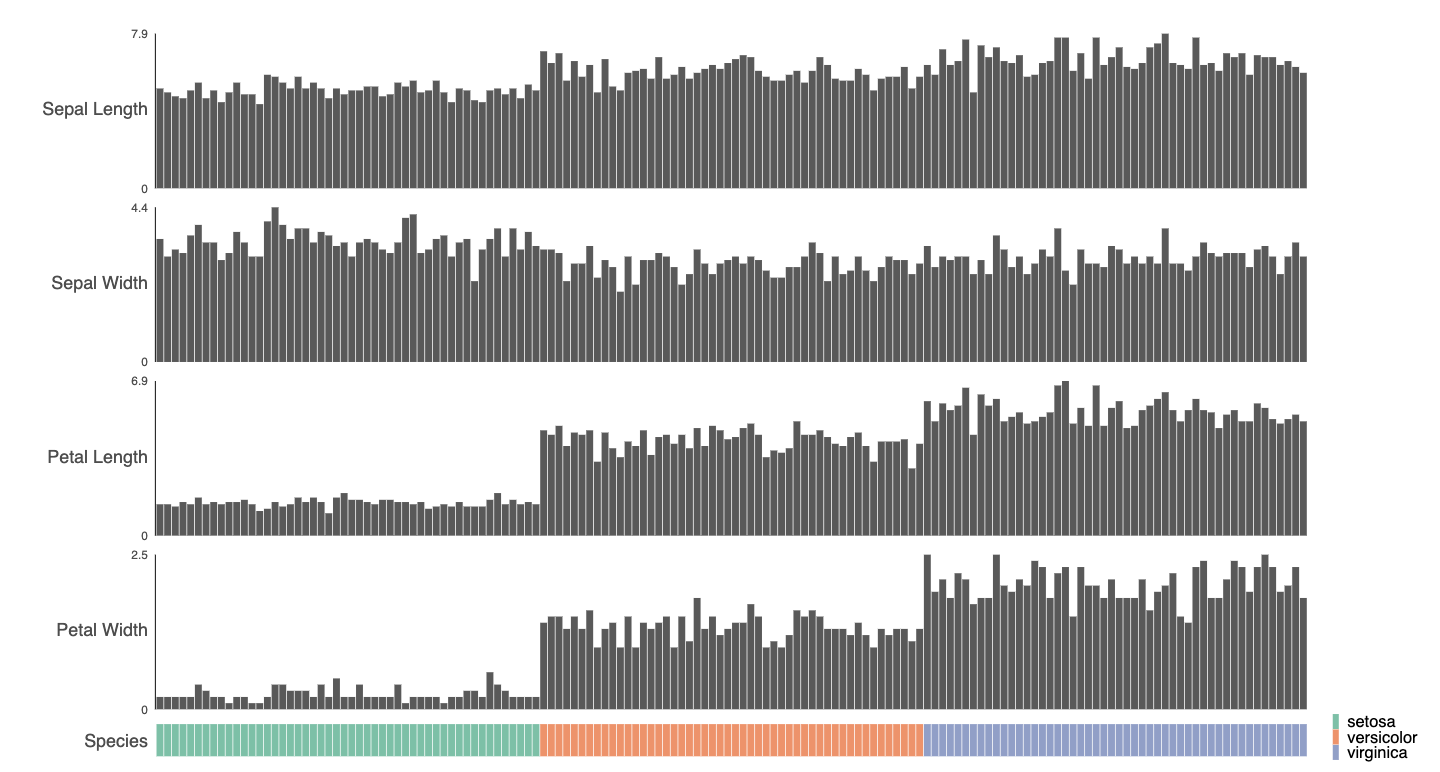 7.9
Sepal Length
0
4.4
Sepal Width
0
6.9
Petal Length
0
2.5
Petal Width
0
Species
setosa
versicolor
virginica